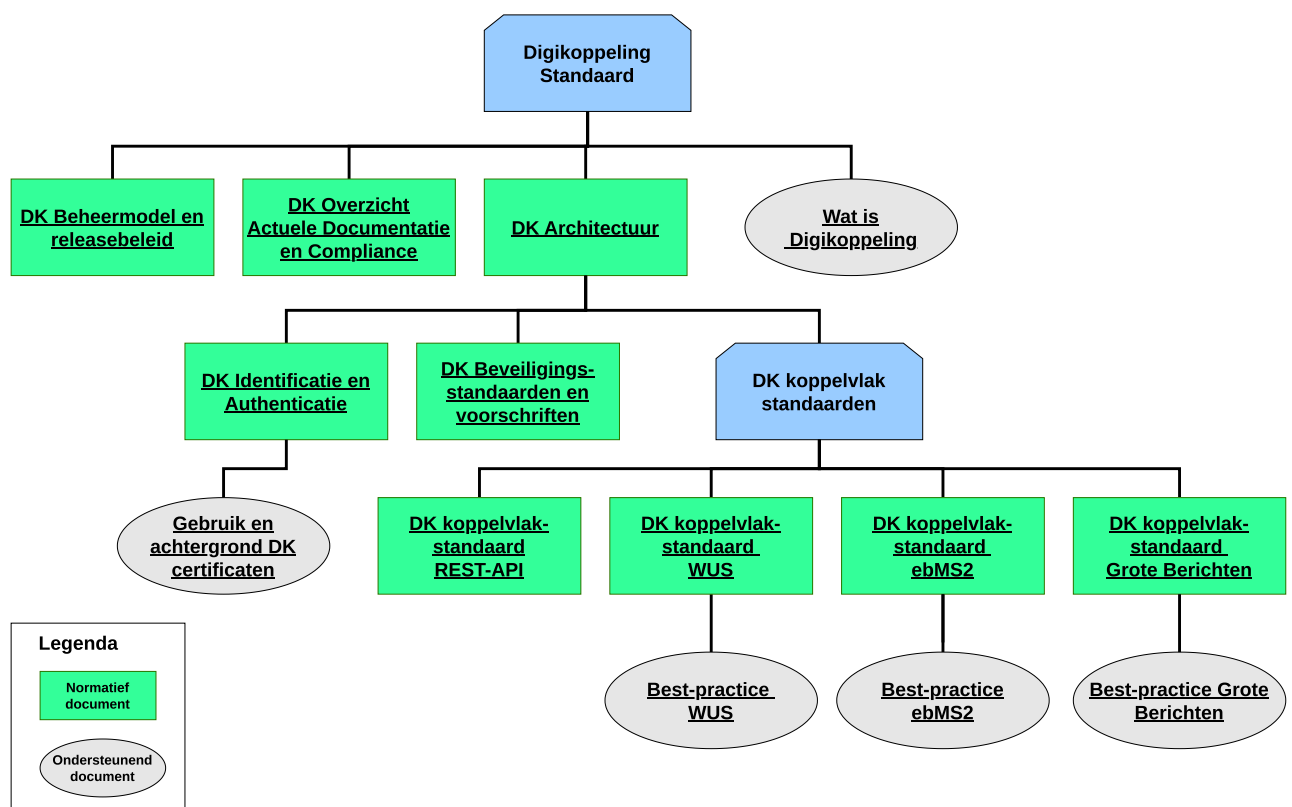 Digikoppeling
Standaard
DK Beheermodel en
releasebeleid
DK Overzicht
Actuele Documentatie
en Compliance
DK Architectuur
Wat is
Digikoppeling
DK Identificatie en
Authenticatie
DK Beveiligings-
standaarden en
voorschriften
DK koppelvlak
standaarden
Gebruik en
achtergrond DK
certificaten
DK koppelvlak-
standaard
REST-API
DK koppelvlak-
standaard
WUS
DK koppelvlak-
standaard
ebMS2
DK koppelvlak-
standaard
Grote Berichten
Best-practice
WUS
Best-practice
ebMS2
Best-practice Grote
Berichten
Legenda
Normatief
document
Ondersteunend
document